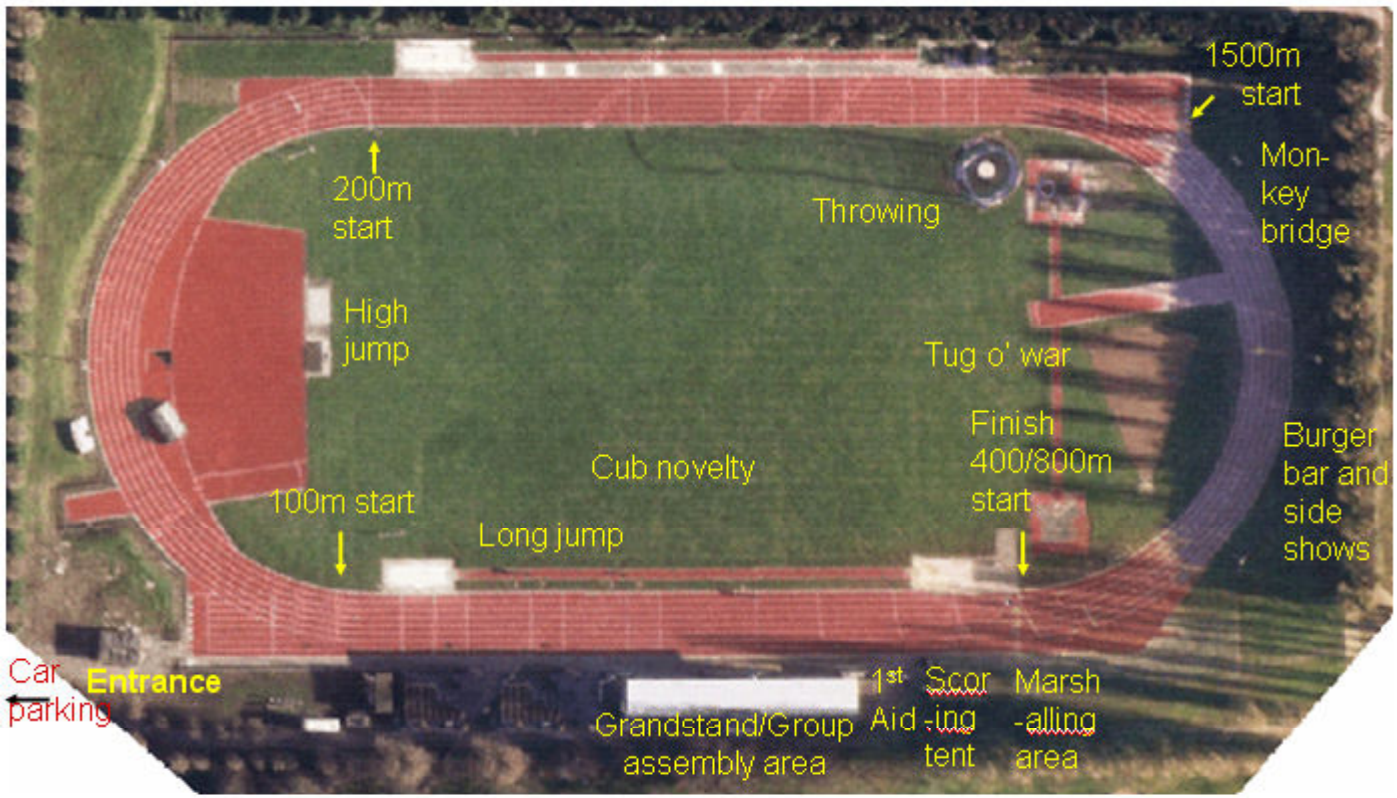 1500m
start
Mon-
key
bridge
200m
start
Throwing
High
jump
Tug o' war
Finish
400/800m
start
Burger
bar and
side
shows
Cub novelty
100m start
Long jump
Car
parking
Entrance
Grandstand/Group
assembly area
1st
Aid
Scor
-ing
tent
Marsh
-alling
area